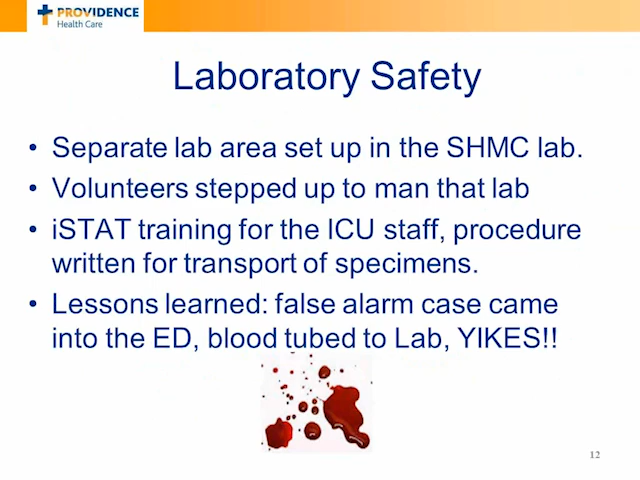 PROVIDENCE
Health Care
Laboratory Safety
• Separate lab area set up in the SHMC lab.
• Volunteers stepped up to man that lab
• iSTAT training for the ICU staff, procedure
written for transport of specimens.
• Lessons learned: false alarm case came
into the ED, blood tubed to Lab, YIKES!!
12